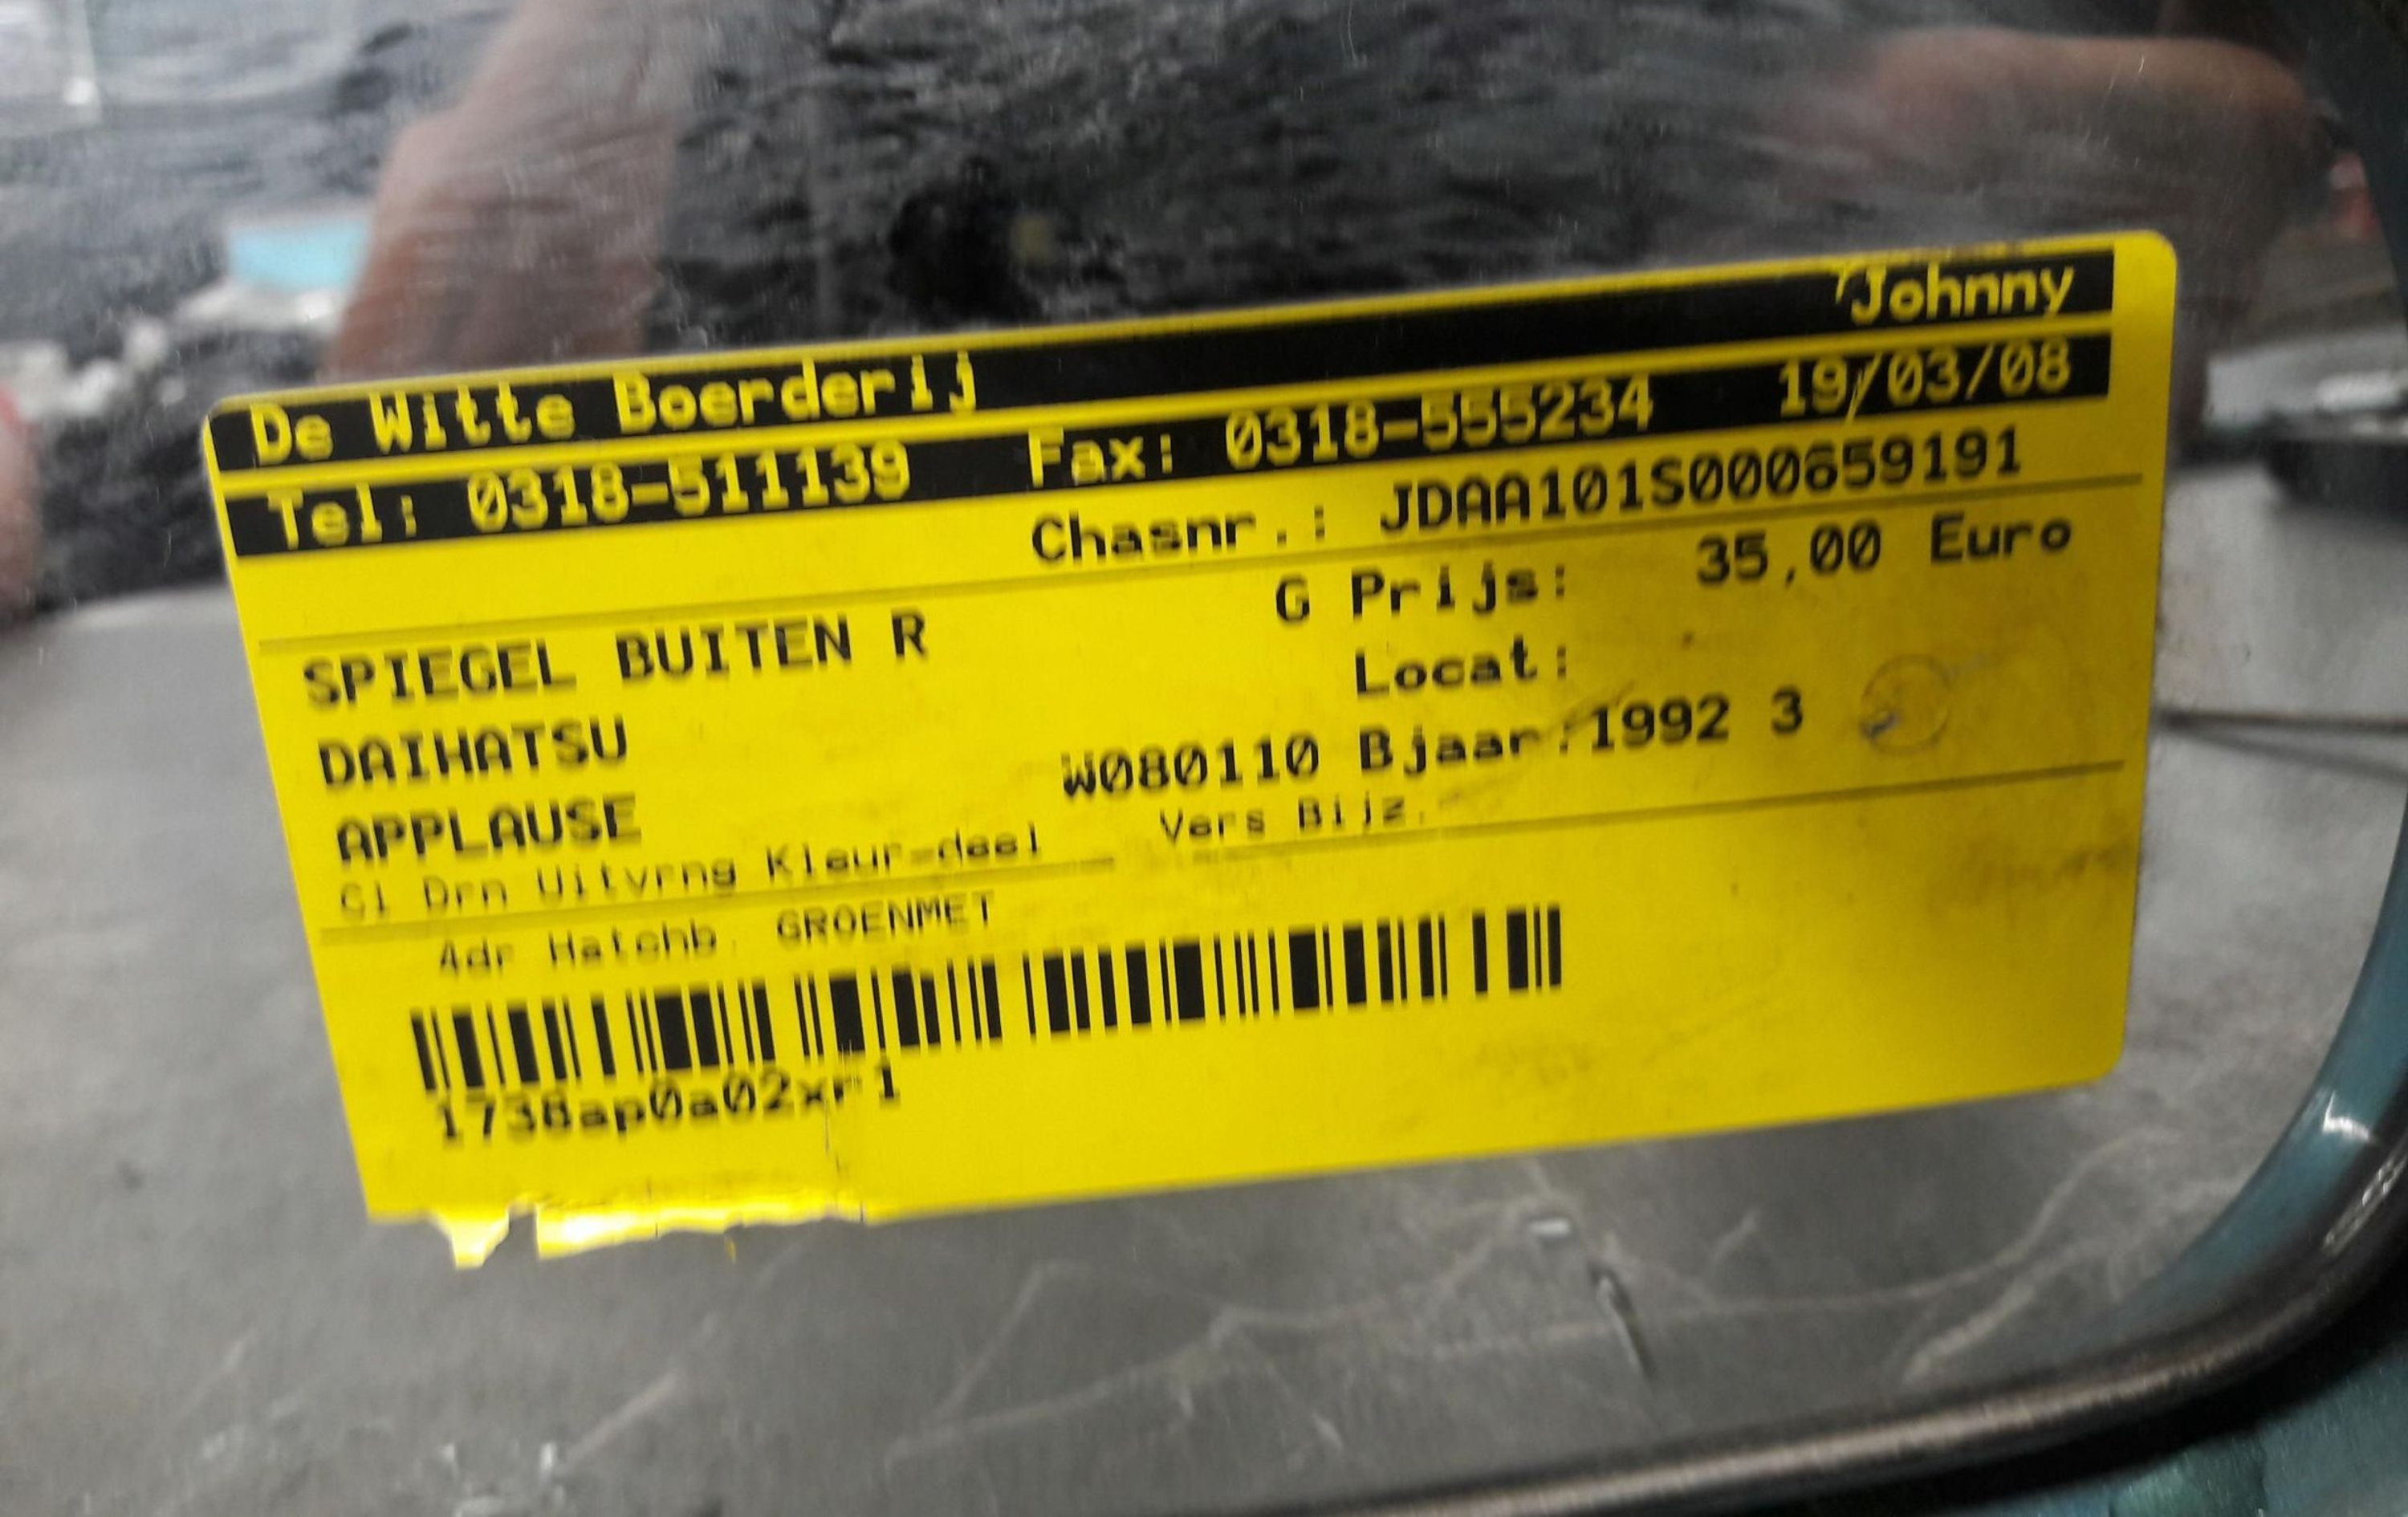 De Witte Boerderij Johnny
Tel: 0318-511139 Fax: 0318-555234 19/03/08
Chasnr.: JDAA101S000659191
SPIEGEL BUITEN R G Prijs: 35,00 Euro
DAIHATSU Locat:
APPLAUSE W080110 Bjaar:1992 3
Cl Drn Uitvrng Kleur-deel Vers Bijz.
4dr Hatchb. GROENMET
1738ap0a02xr1